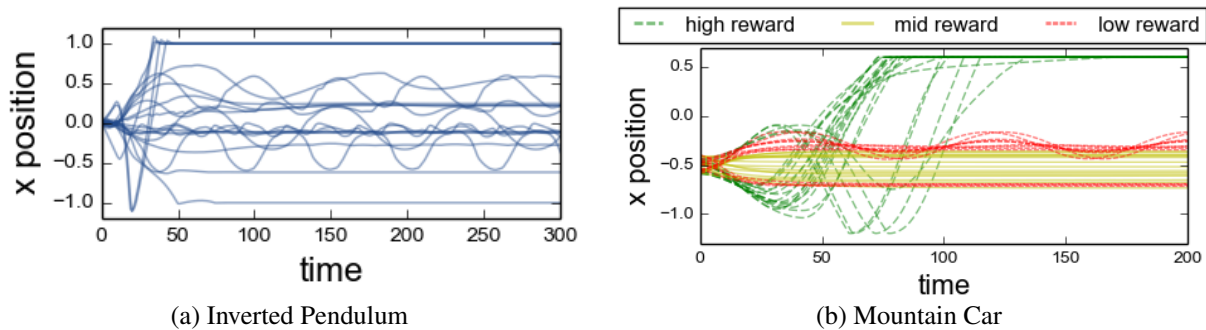 high reward mid reward low reward
1.0
0.5
0.0
−0.5
−1.0
x position
0 50 100 150 200 250 300
time
(a) Inverted Pendulum
0.5
0.0
−0.5
−1.0
x position
0 50 100 150 200
time
(b) Mountain Car